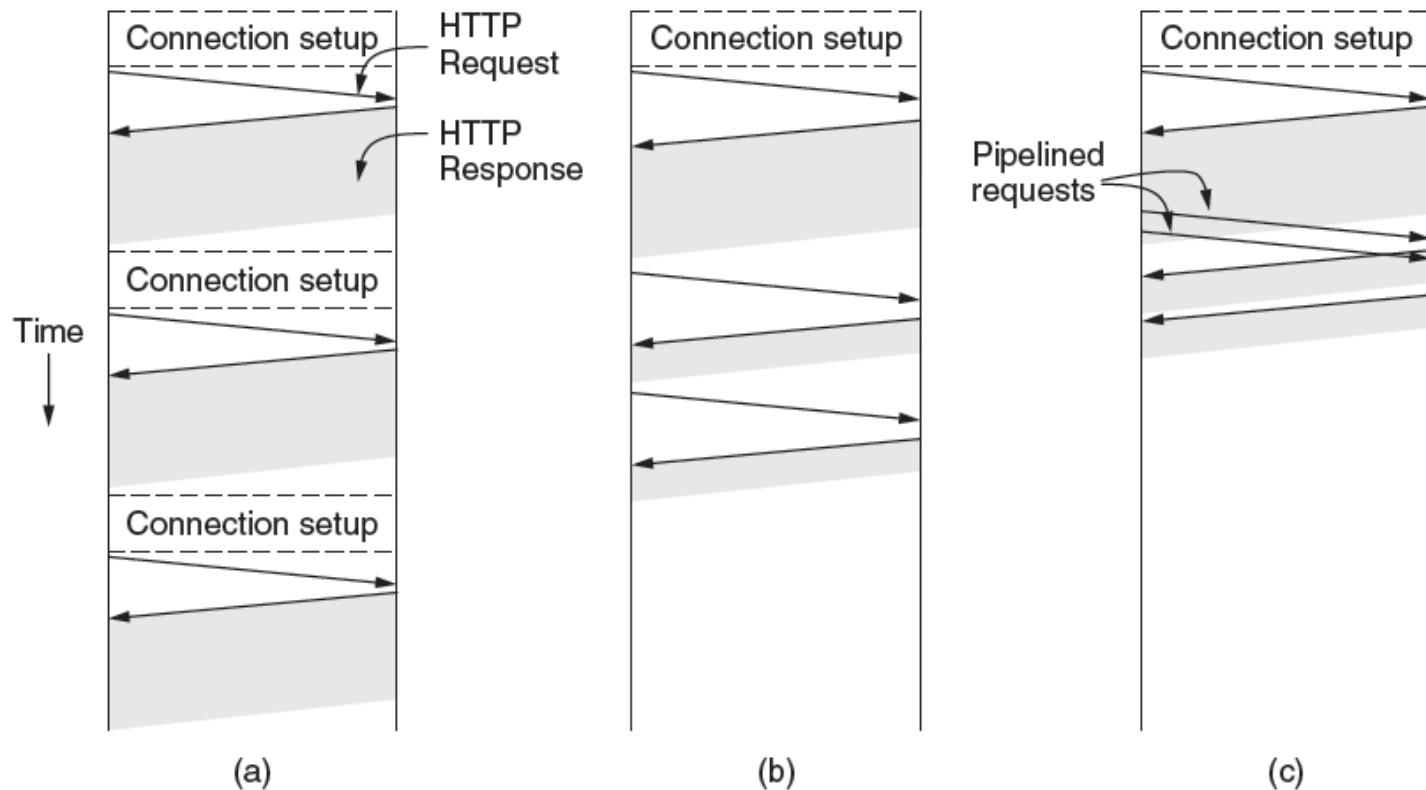 Connection setup
HTTP
Request
HTTP
Response
Connection setup
Time
Connection setup
(a)
Connection setup
(b)
Connection setup
Pipelined
requests
(c)